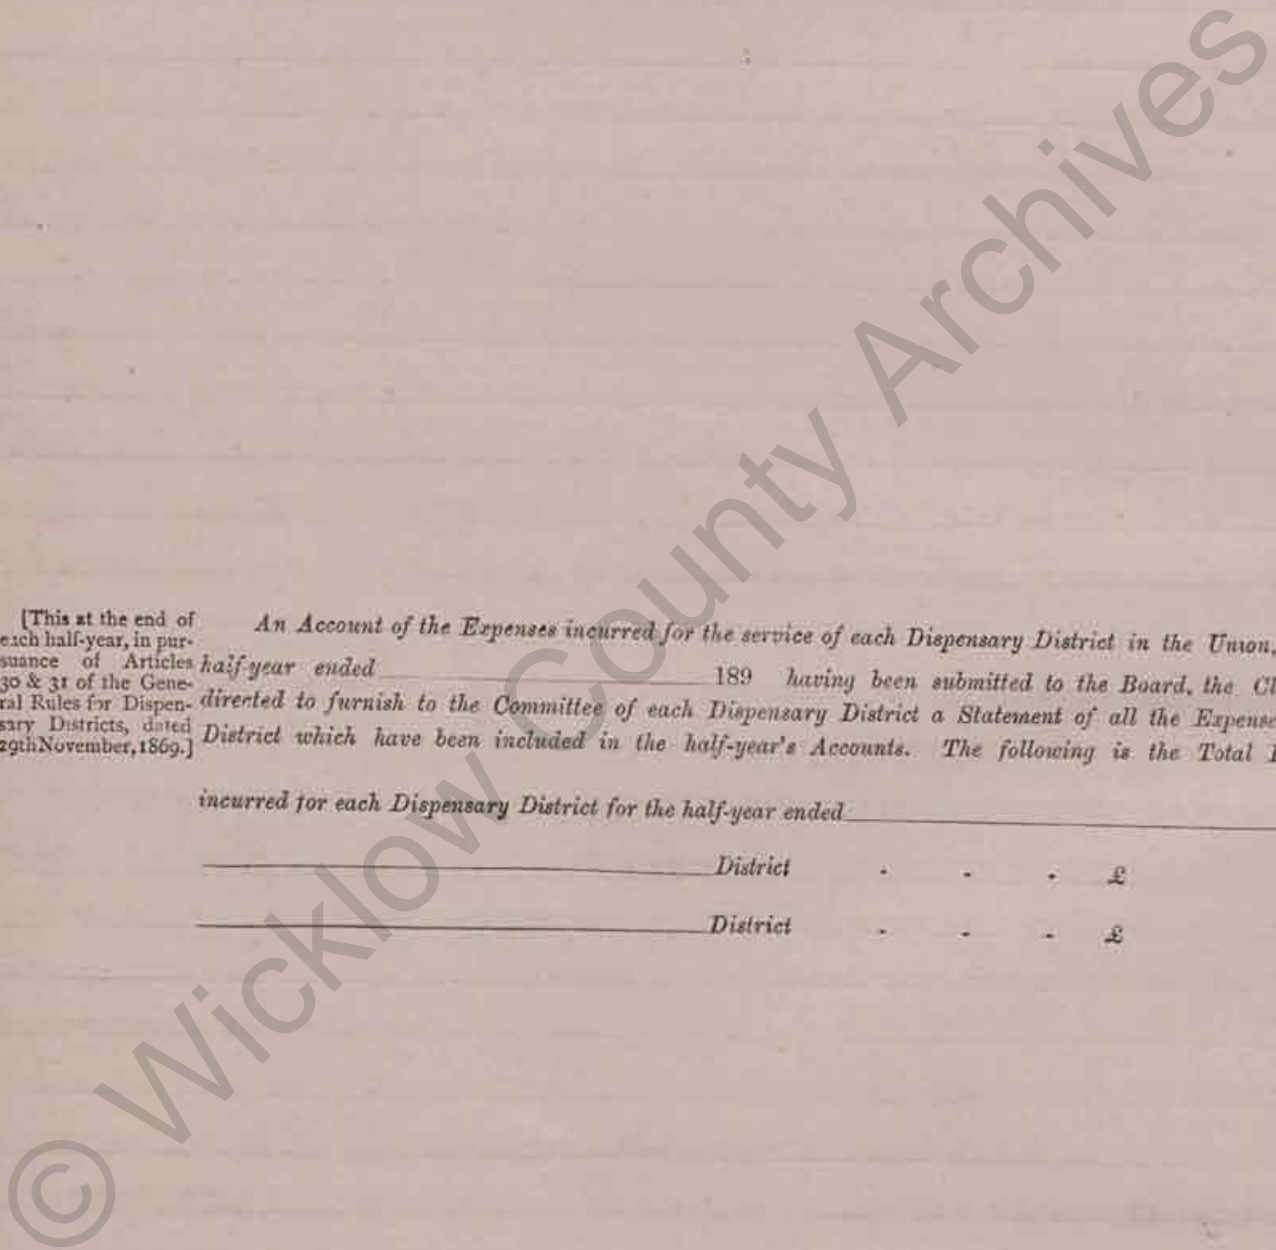 [This at the end of
each half-year, in pur-
suance of Articles
30 & 31 of the Gene-
ral Rules for Dispen-
sary Districts, dated
29th November, 1869.]
An Account of the Expenses incurred for the service of each Dispensary District in the Union,
half-year ended 189 having been submitted to the Board, the Cl
directed to furnish to the Committee of each Dispensary District a Statement of all the Expense
District which have been included in the half-year's Accounts. The following is the Total
incurred for each Dispensary District for the half-year ended
District - - - £
District - - - £
© Wicklow County Archives